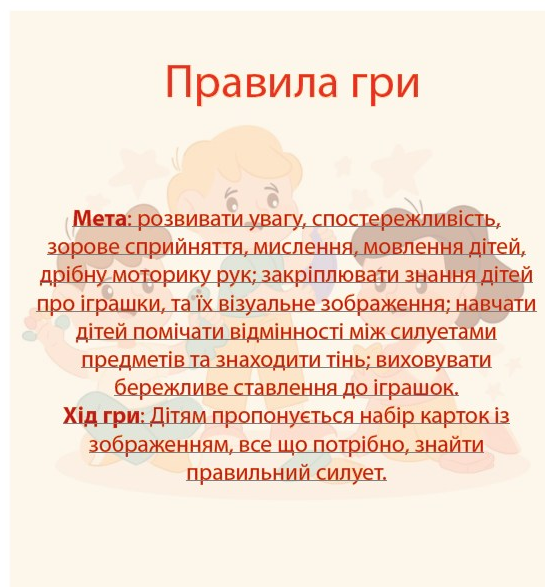 Правила гри
Мета: розвивати увагу, спостережливість,
зорове сприйняття, мислення, мовлення дітей,
дрібну моторику рук; закріплювати знання дітей
про іграшки, та їх візуальне зображення; навчати
дітей помічати відмінності між силуетами
предметів та знаходити тінь; виховувати
бережливе ставлення до іграшок.
Хід гри: Дітям пропонується набір карток із
зображенням, все що потрібно, знайти
правильний силует.